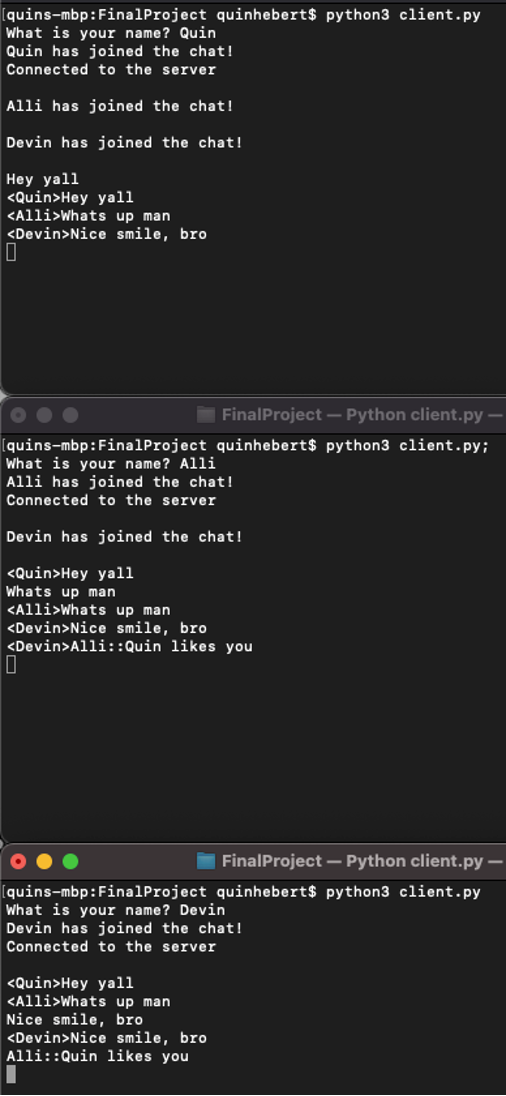 [quins-mbp:FinalProject quinhebert$ python3 client.py
What is your name? Quin
Quin has joined the chat!
Connected to the server
Alli has joined the chat!
Devin has joined the chat!
Hey yall
<Quin>Hey yall
<Alli>Whats up man
<Devin>Nice smile, bro
FinalProject — Python client.py —
[quins-mbp:FinalProject quinhebert$ python3 client.py;
What is your name? Alli
Alli has joined the chat!
Connected to the server
Devin has joined the chat!
<Quin>Hey yall
Whats up man
<Alli>Whats up man
<Devin>Nice smile, bro
<Devin>Alli::Quin likes you
FinalProject — Python client.py —
[quins-mbp:FinalProject quinhebert$ python3 client.py
What is your name? Devin
Devin has joined the chat!
Connected to the server
<Quin>Hey yall
<Alli>Whats up man
Nice smile, bro
<Devin>Nice smile, bro
Alli::Quin likes you